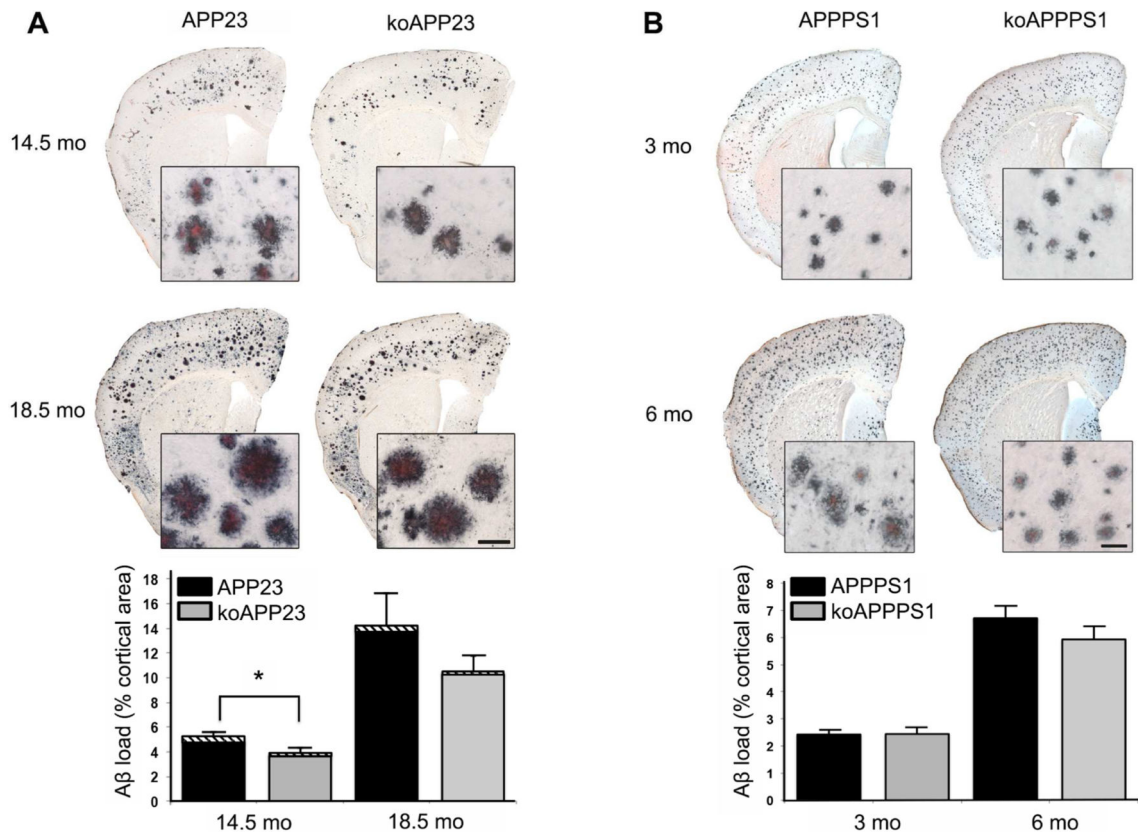 A
APP23
koAPP23
14.5 mo
18.5 mo
Aβ load (% cortical area)
18
16
14
12
10
8
6
4
2
0
APP23
koAPP23
*
14.5 mo
18.5 mo
B
APPPS1
koAPPPS1
3 mo
6 mo
Aβ load (% cortical area)
8
7
6
5
4
3
2
1
0
APPPS1
koAPPPS1
3 mo
6 mo